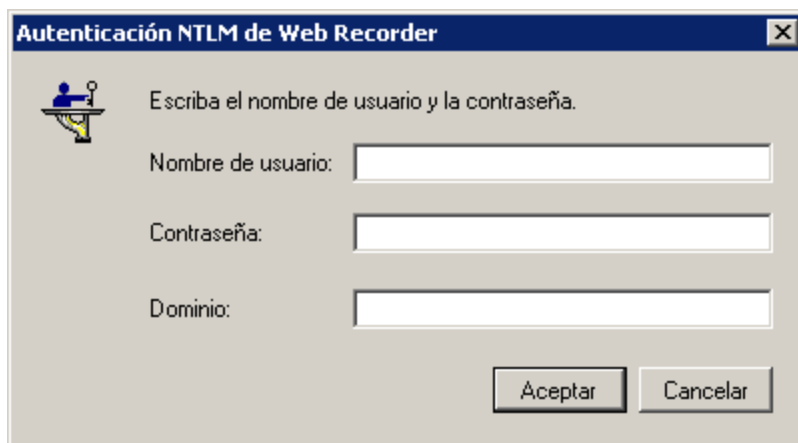 Autenticación NTLM de Web Recorder
Escriba el nombre de usuario y la contraseña.
Nombre de usuario:
Contraseña:
Dominio:
Aceptar Cancelar